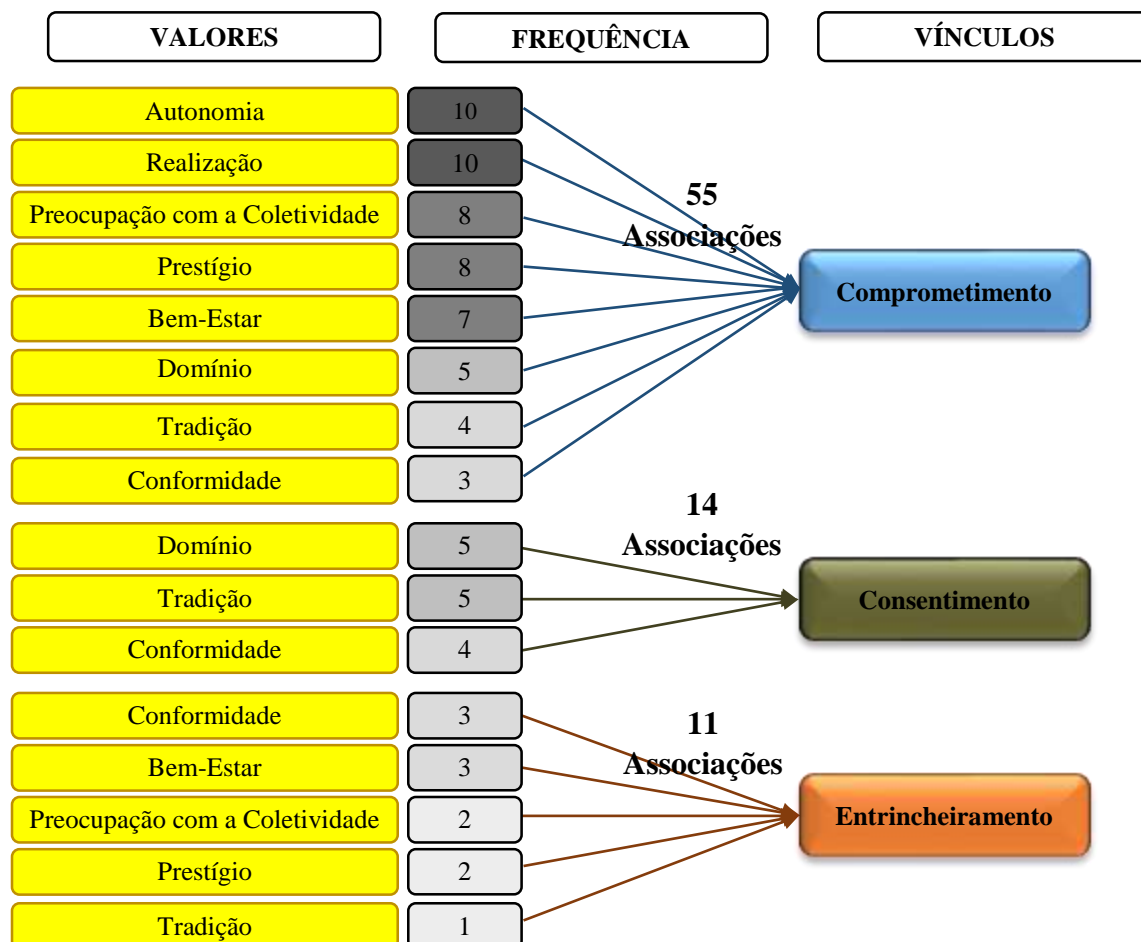 VALORES
FREQUÊNCIA
VÍNCULOS
Autonomia
10
Realização
10
Preocupação com a Coletividade
8
Prestígio
8
Bem-Estar
7
Domínio
5
Tradição
4
Conformidade
3
55
Associações
Comprometimento
Domínio
5
Tradição
5
Conformidade
4
14
Associações
Consentimento
Conformidade
3
Bem-Estar
3
Preocupação com a Coletividade
2
Prestígio
2
Tradição
1
11
Associações
Entrincheiramento